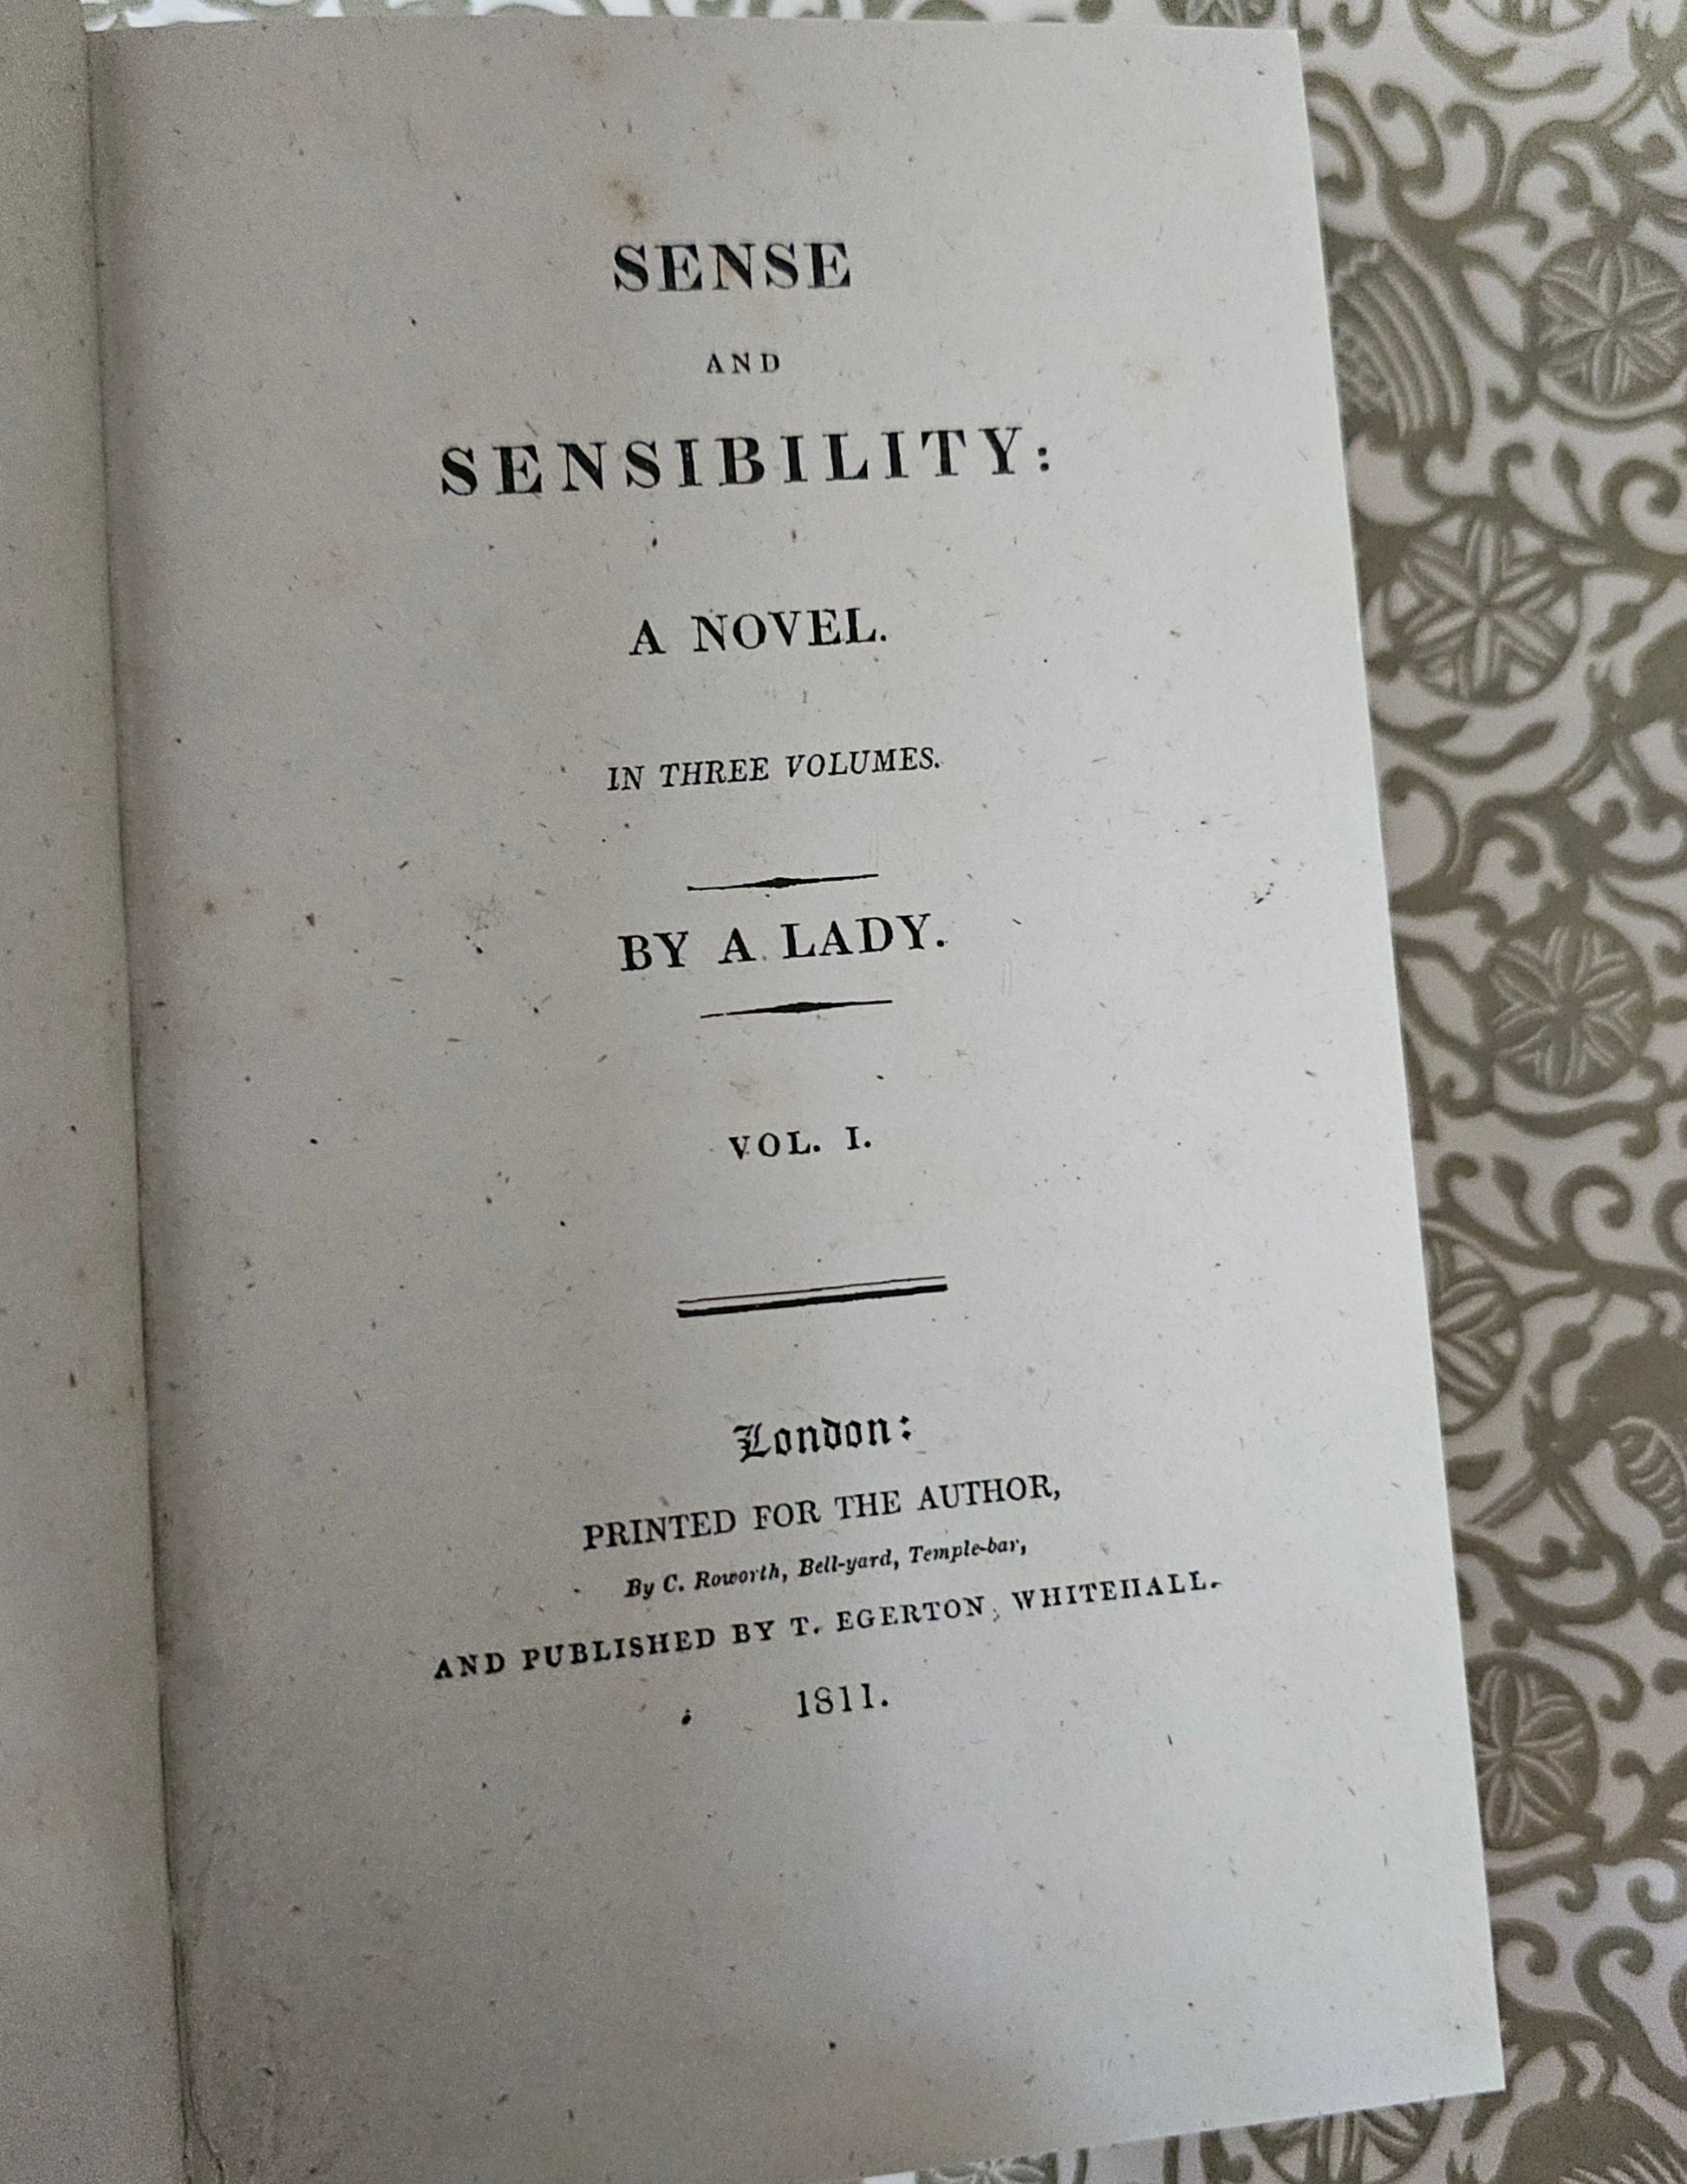 SENSE
AND
SENSIBILITY:
A NOVEL.
IN THREE VOLUMES.
BY A LADY.
VOL. I.
London:
PRINTED FOR THE AUTHOR,
By C. Roworth, Bell-yard, Temple-bar,
AND PUBLISHED BY T. EGERTON, WHITEHALL.
1811.